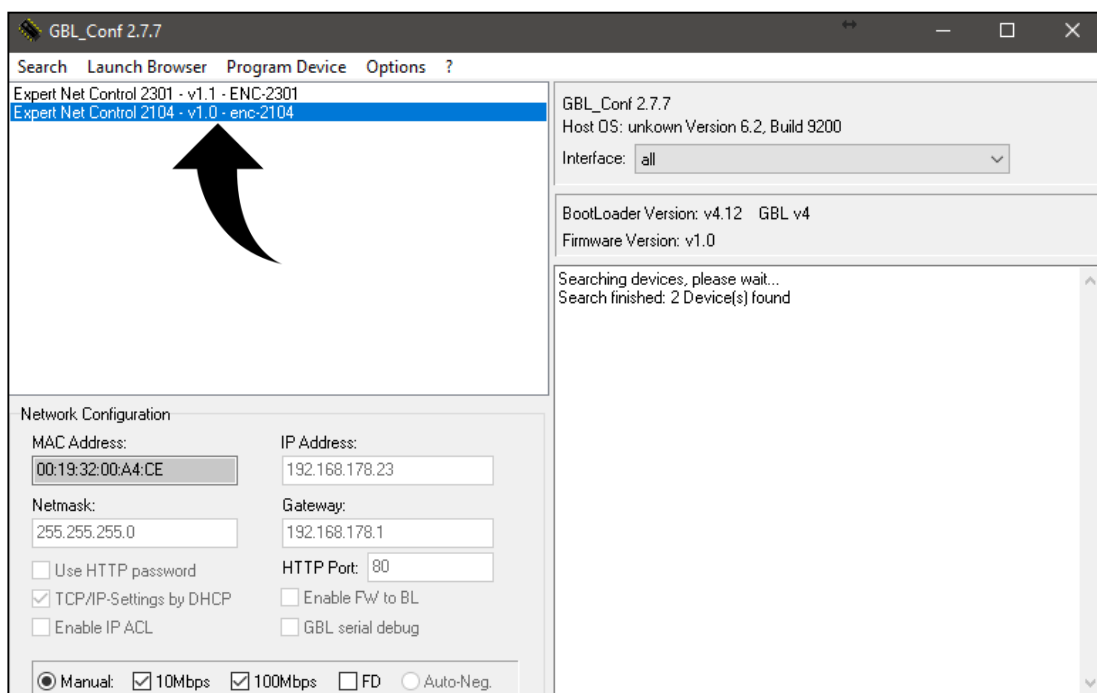 GBL_Conf 2.7.7
Search Launch Browser Program Device Options ?
Expert Net Control 2301 - v1.1 - ENC-2301
Expert Net Control 2104 - v1.0 - enc-2104
GBL_Conf 2.7.7
Host OS: unkown Version 6.2, Build 9200
Interface: all
BootLoader Version: v4.12 GBL v4
Firmware Version: v1.0
Searching devices, please wait...
Search finished: 2 Device(s) found
Network Configuration
MAC Address: IP Address:
00:19:32:00:A4:CE 192.168.178.23
Netmask: Gateway:
255.255.255.0 192.168.178.1
Use HTTP password HTTP Port: 80
TCP/IP-Settings by DHCP Enable FW to BL
Enable IP ACL GBL serial debug
Manual: 10Mbps 100Mbps FD Auto-Neg.